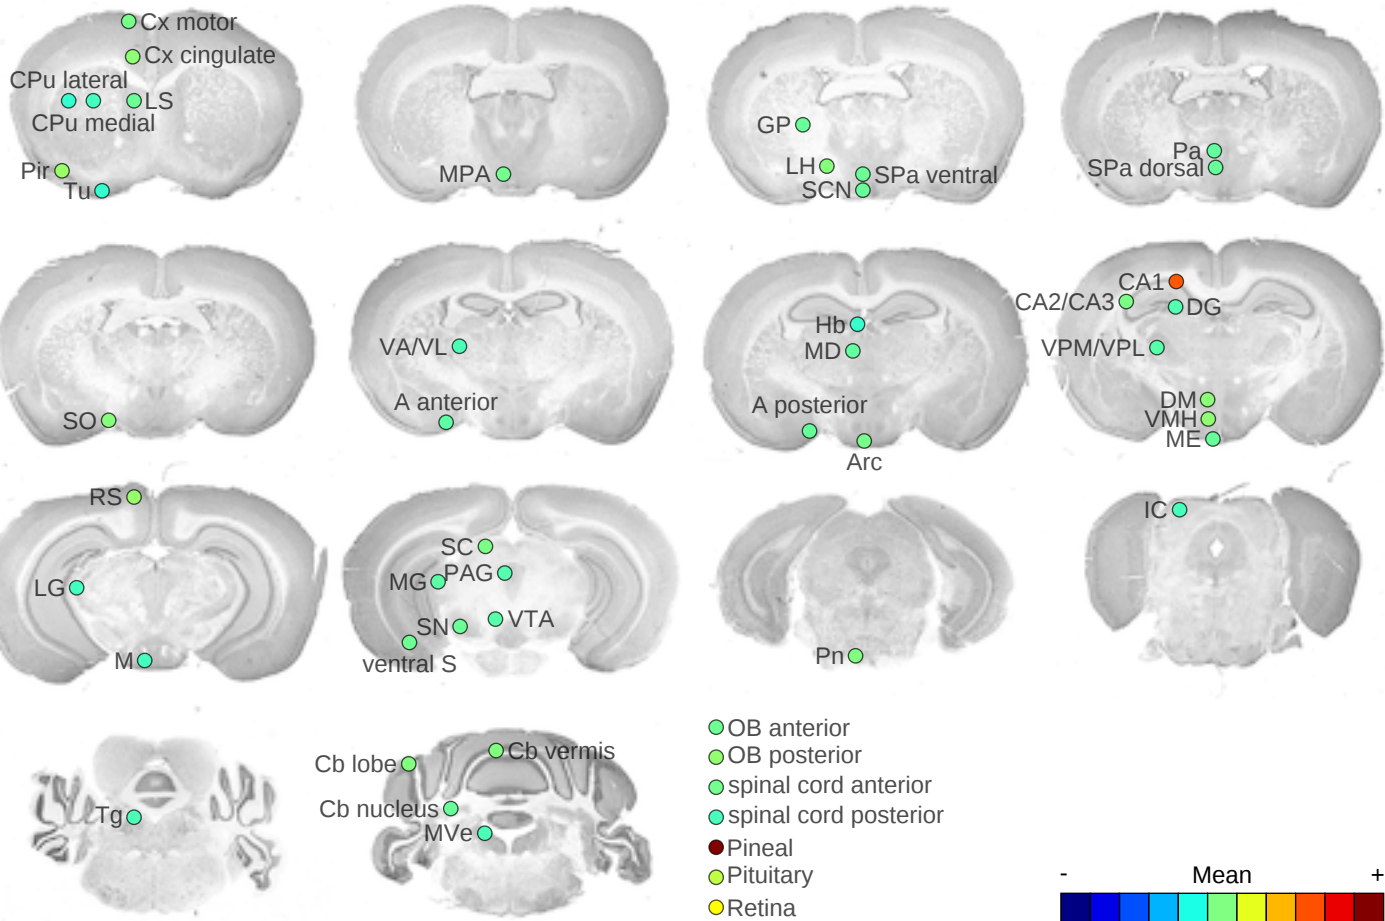 Cx motor
Cx cingulate
CPu lateral
LS
CPu medial
Pir
Tu
MPA
GP
LH
SPa ventral
SCN
Pa
SPa dorsal
SO
VA/VL
A anterior
Hb
MD
A posterior
Arc
CA1
CA2/CA3
DG
VPM/VPL
DM
VMH
ME
RS
LG
M
SC
MG
PAG
SN
VTA
ventral S
Pn
IC
Tg
Cb lobe
Cb vermis
Cb nucleus
MVe
OB anterior
OB posterior
spinal cord anterior
spinal cord posterior
Pineal
Pituitary
Retina
- Mean +